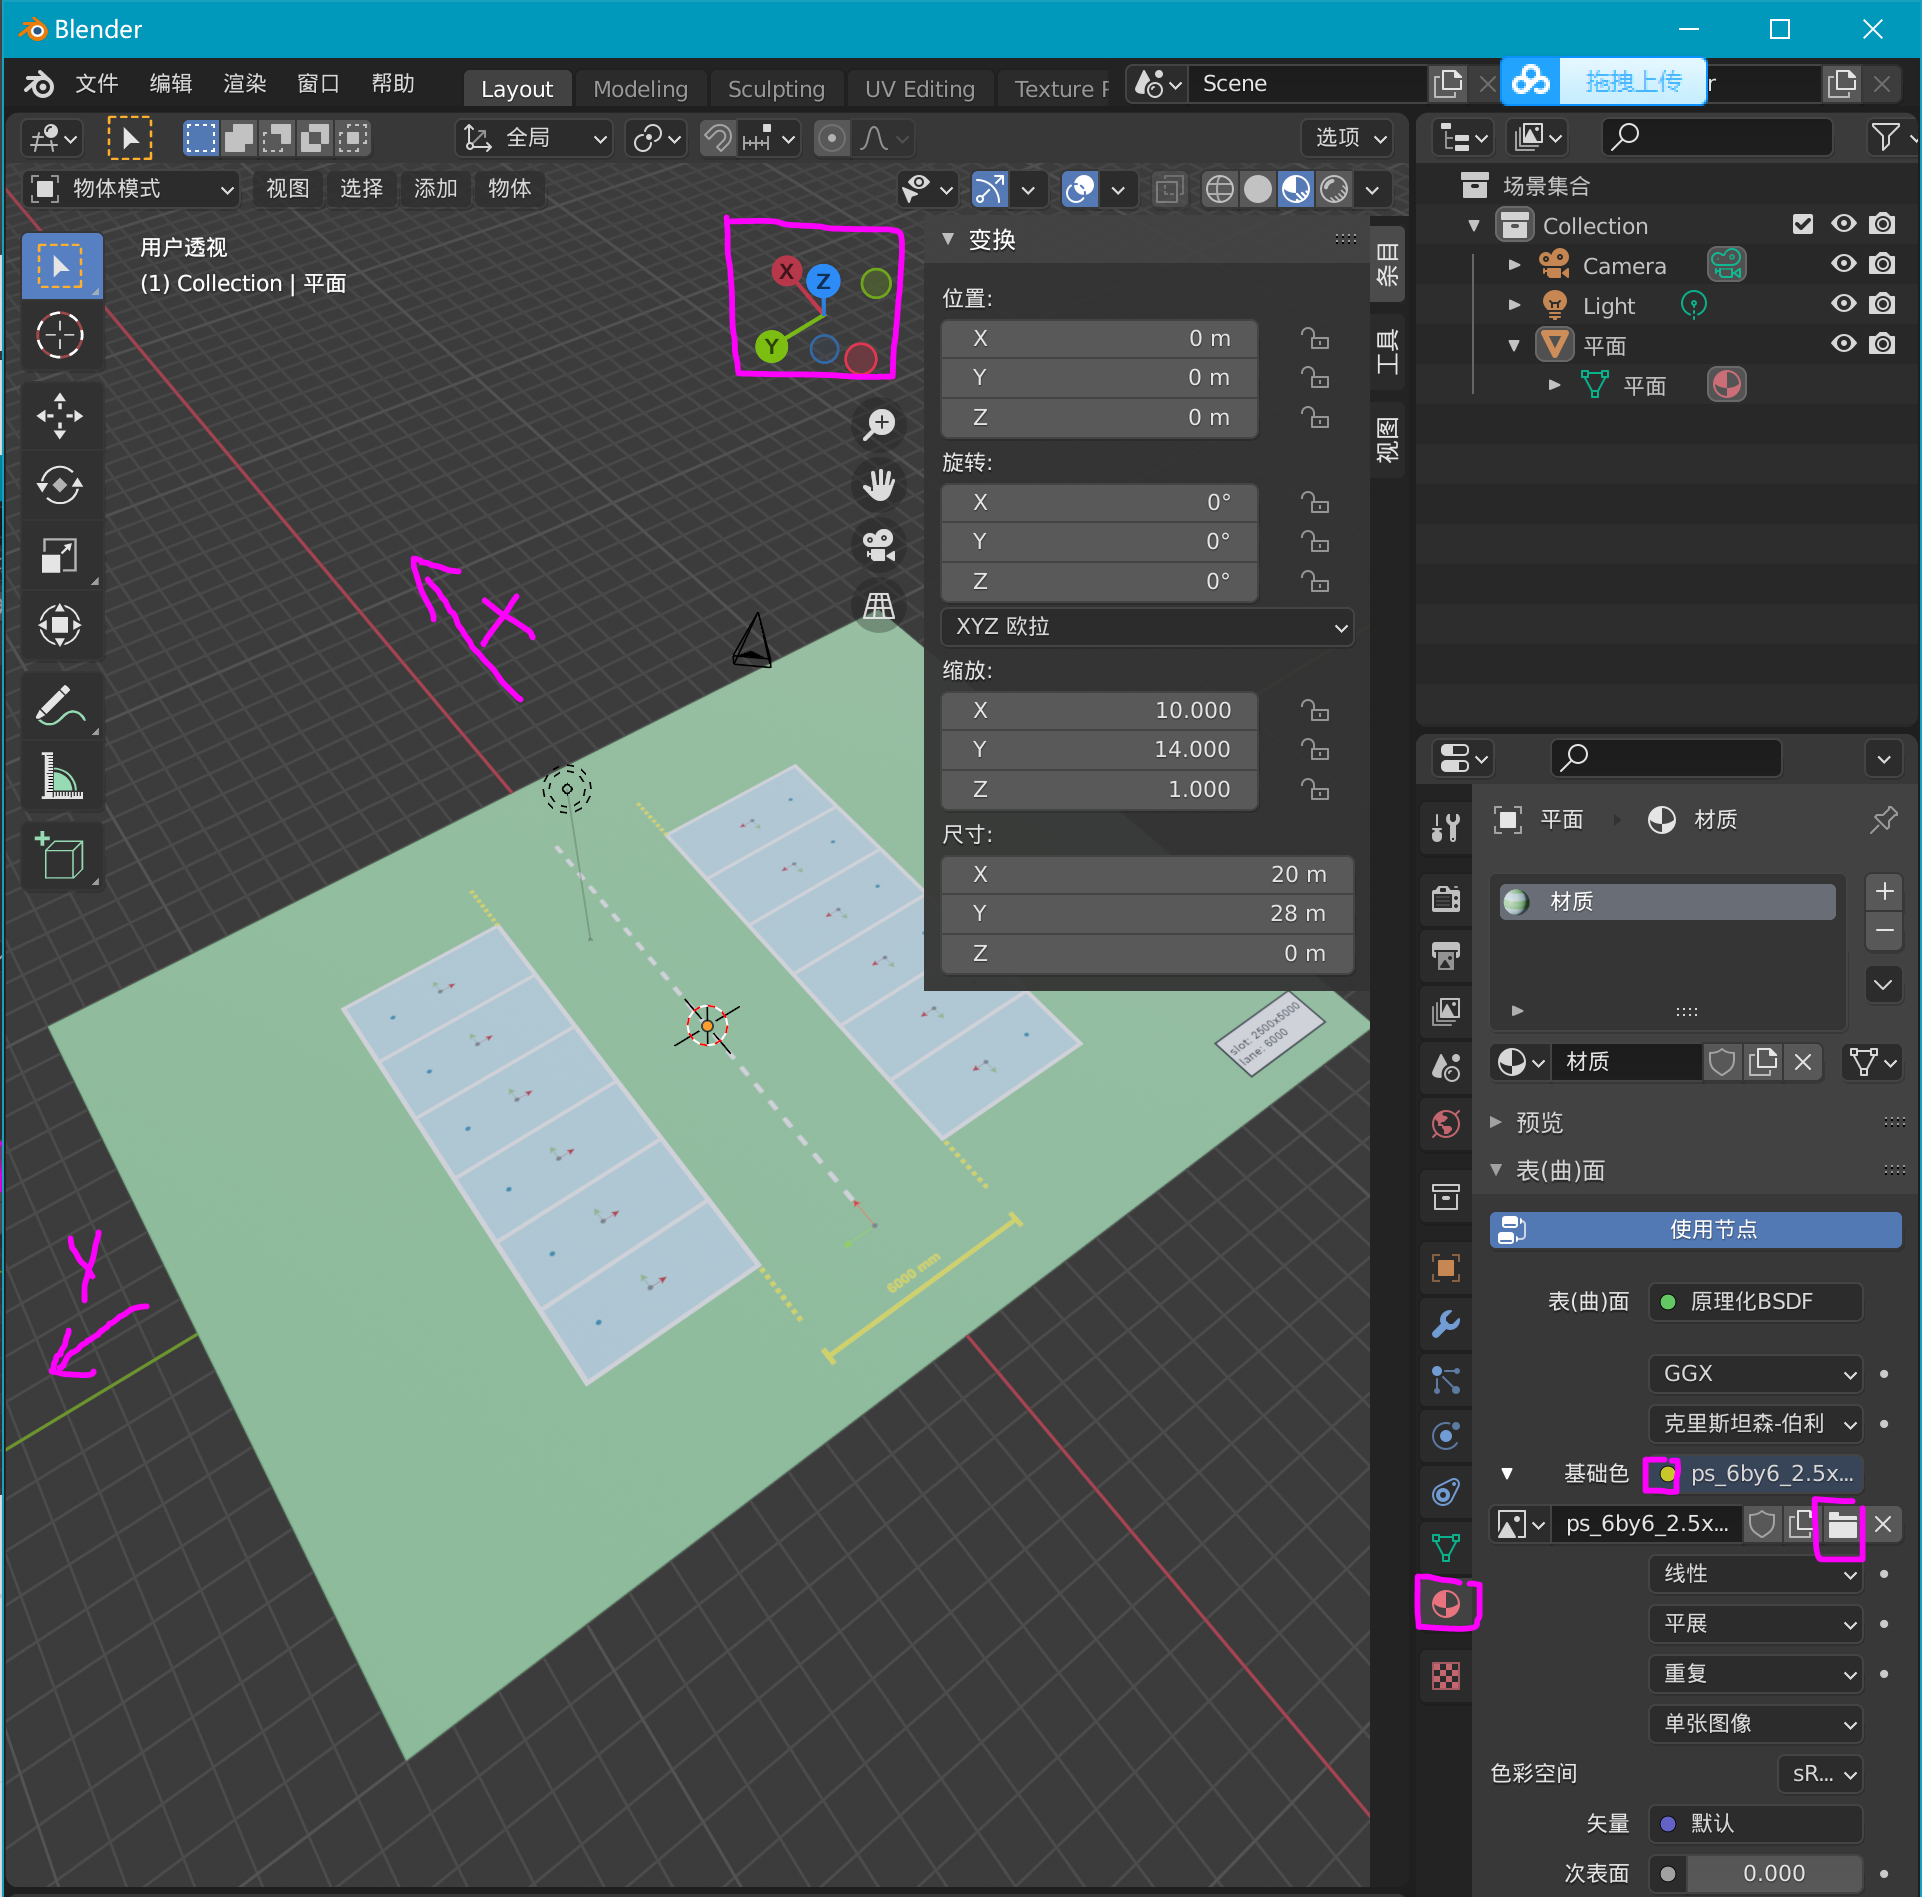 Blender
文件 编辑 渲染 窗口 帮助 Layout Modeling Sculpting UV Editing Texture P Scene 拖拽上传 r
全局 选项
物体模式 视图 选择 添加 物体
用户透视
(1) Collection | 平面
X
Z
Y
变换
位置:
X 0 m
Y 0 m
Z 0 m
旋转:
X 0°
Y 0°
Z 0°
XYZ 欧拉
缩放:
X 10.000
Y 14.000
Z 1.000
尺寸:
X 20 m
Y 28 m
Z 0 m
条目
工具
视图
X
Y
slot: 2500x5000
lane: 6000
6000 mm
场景集合
Collection
Camera
Light
平面
平面
平面 材质
材质
材质
预览
表(曲)面
使用节点
表(曲)面 原理化BSDF
GGX
克里斯坦森-伯利
基础色 ps_6by6_2.5x...
ps_6by6_2.5x...
线性
平展
重复
单张图像
色彩空间 sR...
矢量 默认
次表面 0.000